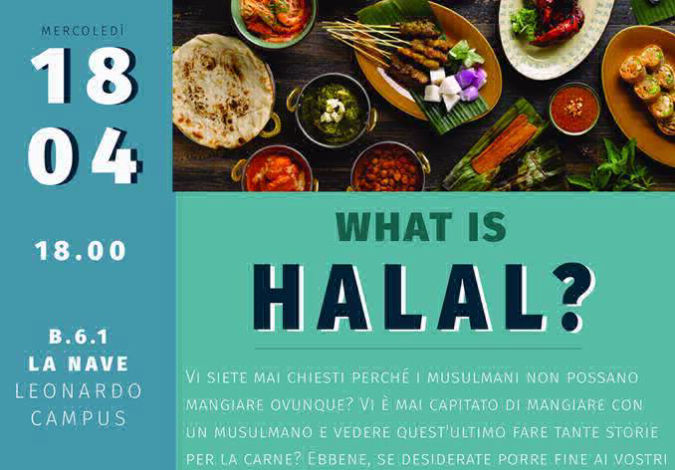 MERCOLEDÌ
18
04
18.00
B.6.1
LA NAVE
LEONARDO
CAMPUS
WHAT IS
HALAL?
VI SIETE MAI CHIESTI PERCHÉ I MUSULMANI NON POSSANO
MANGIARE OVUNQUE? VI È MAI CAPITATO DI MANGIARE CON
UN MUSULMANO E VEDERE QUEST'ULTIMO FARE TANTE STORIE
PER LA CARNE? EBBENE, SE DESIDERATE PORRE FINE AI VOSTRI